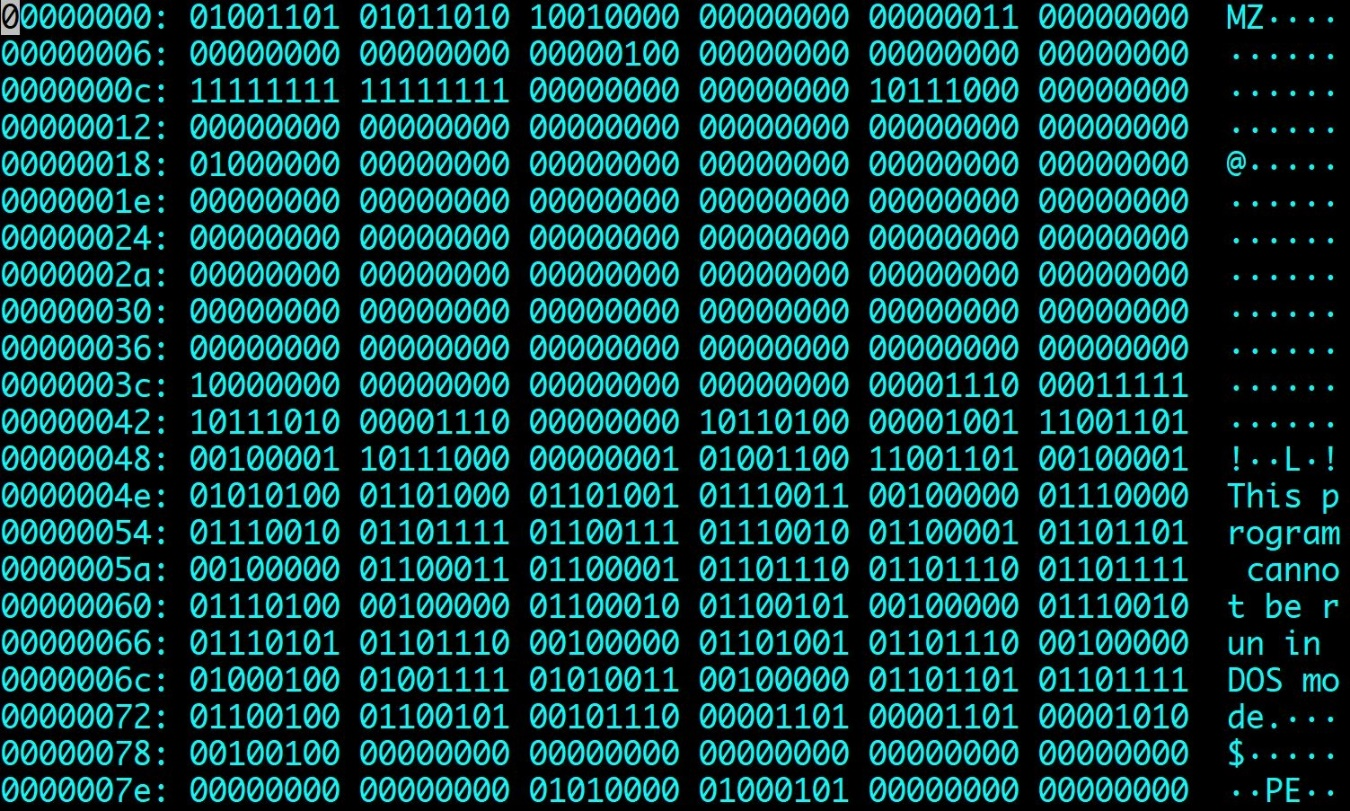 00000000: 01001101 01011010 10010000 00000000 00000011 00000000 MZ····
00000006: 00000000 00000000 00000100 00000000 00000000 00000000 ······
0000000c: 11111111 11111111 00000000 00000000 10111000 00000000 ······
00000012: 00000000 00000000 00000000 00000000 00000000 00000000 ······
00000018: 01000000 00000000 00000000 00000000 00000000 00000000 @·····
0000001e: 00000000 00000000 00000000 00000000 00000000 00000000 ······
00000024: 00000000 00000000 00000000 00000000 00000000 00000000 ······
0000002a: 00000000 00000000 00000000 00000000 00000000 00000000 ······
00000030: 00000000 00000000 00000000 00000000 00000000 00000000 ······
00000036: 00000000 00000000 00000000 00000000 00000000 00000000 ······
0000003c: 10000000 00000000 00000000 00000000 00001110 00011111 ······
00000042: 10111010 00001110 00000000 10110100 00001001 11001101 ······
00000048: 00100001 10111000 00000001 01001100 11001101 00100001 !··L·!
0000004e: 01010100 01101000 01101001 01110011 00100000 01110000 This p
00000054: 01110010 01101111 01100111 01110010 01100001 01101101 rogram
0000005a: 00100000 01100011 01100001 01101110 01101110 01101111  canno
00000060: 01110100 00100000 01100010 01100101 00100000 01110010 t be r
00000066: 01110101 01101110 00100000 01101001 01101110 00100000 un in
0000006c: 01000100 01001111 01010011 00100000 01101101 01101111 DOS mo
00000072: 01100100 01100101 00101110 00001101 00001101 00001010 de.···
00000078: 00100100 00000000 00000000 00000000 00000000 00000000 $·····
0000007e: 00000000 00000000 01010000 01000101 00000000 00000000 ··PE··